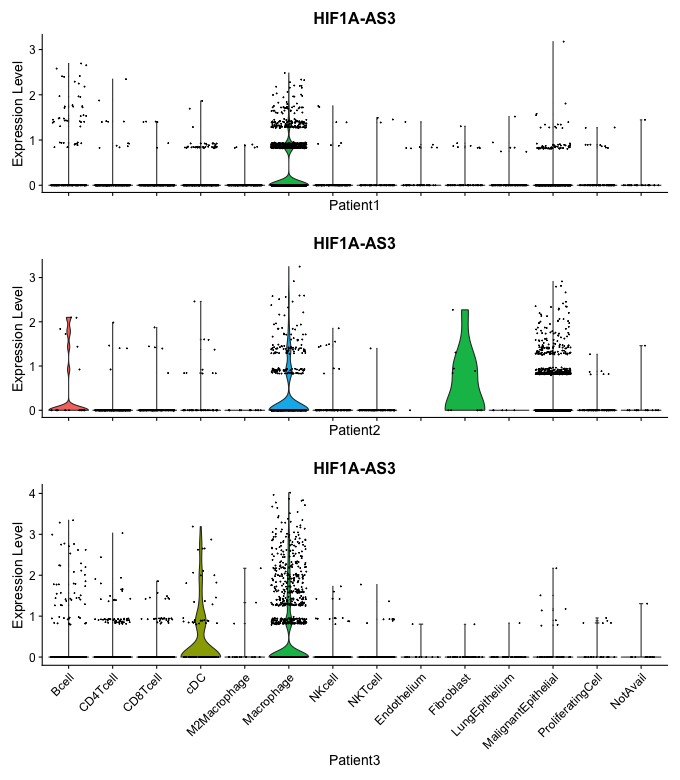 HIF1A-AS3
Expression Level
3
2
1
0
Patient1
HIF1A-AS3
Expression Level
3
2
1
0
Patient2
HIF1A-AS3
Expression Level
4
3
2
1
0
Bcell
CD4Tcell
CD8Tcell
cDC
M2Macrophage
Macrophage
NKcell
NKTcell
Endothelium
Fibroblast
LungEpithelium
MalignantEpithelial
ProliferatingCell
NotAvail
Patient3